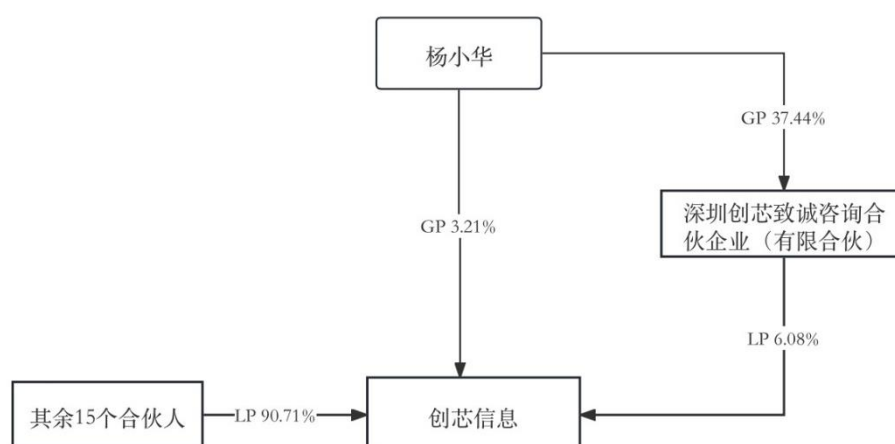 杨小华
GP 37.44%
深圳创芯致诚咨询合
伙企业（有限合伙）
GP 3.21%
LP 6.08%
其余15个合伙人
LP 90.71%
创芯信息